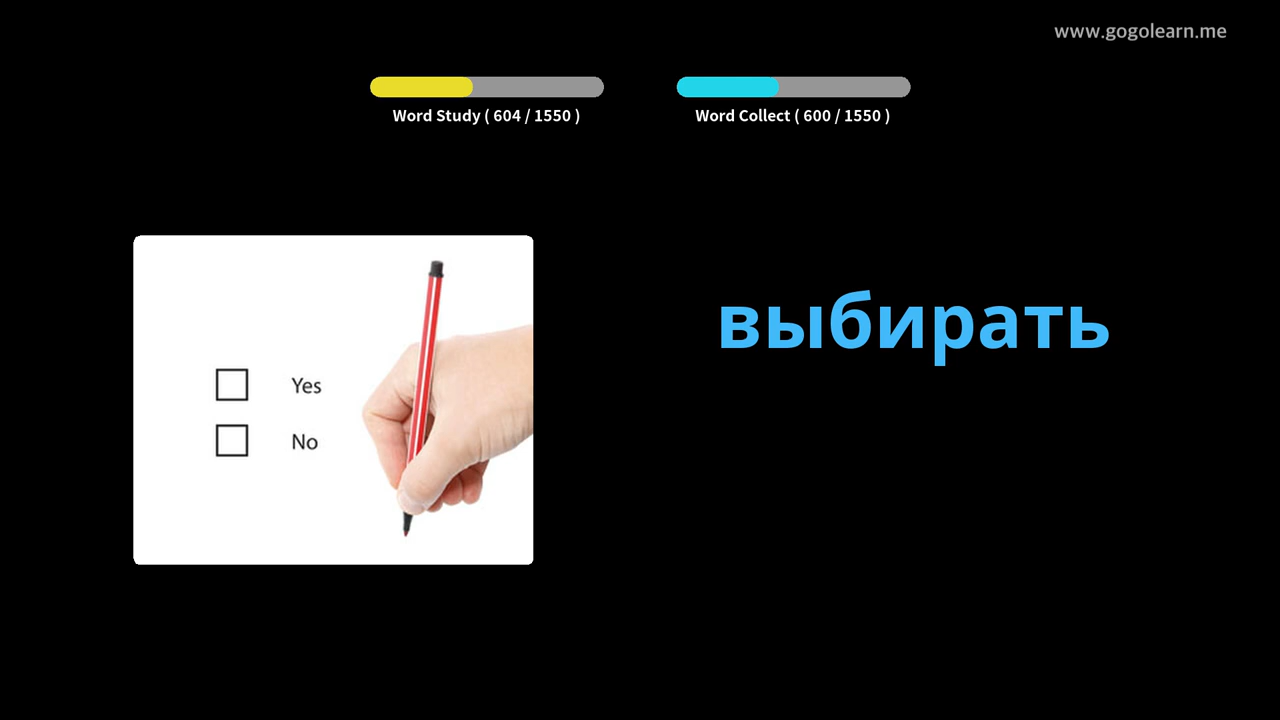 www.gogolearn.me
Word Study ( 604 / 1550 )
Word Collect ( 600 / 1550 )
Yes
No
выбирать